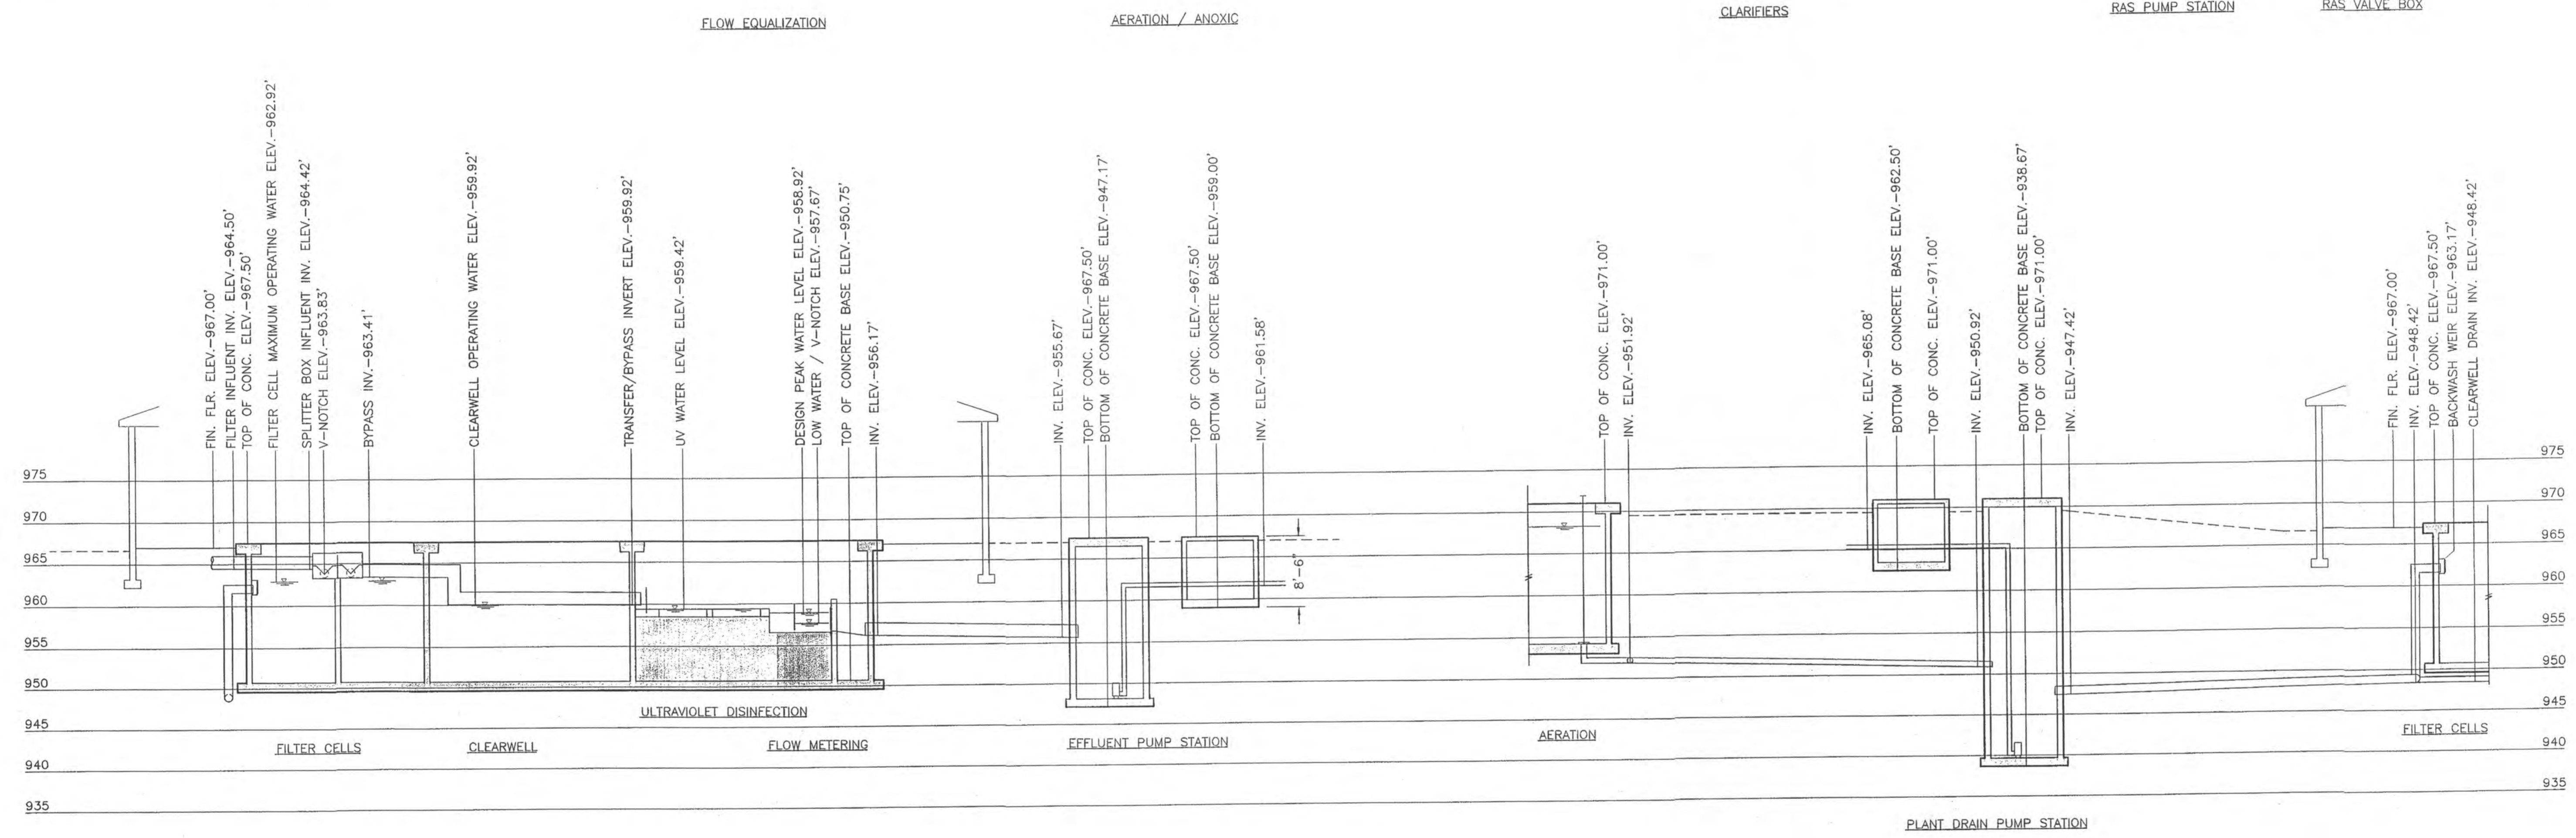 FLOW EQUALIZATION
AERATION / ANOXIC
CLARIFIERS
RAS PUMP STATION
RAS VALVE BOX
FIN. FLR. ELEV.-967.00'
FILTER INFLUENT INV. ELEV.-964.50'
TOP OF CONC. ELEV.-967.50'
FILTER CELL MAXIMUM OPERATING WATER ELEV.-962.92'
SPLITTER BOX INFLUENT INV. ELEV.-964.42'
V-NOTCH ELEV.-963.83'
BYPASS INV.-963.41'
CLEARWELL OPERATING WATER ELEV.-959.92'
TRANSFER/BYPASS INVERT ELEV.-959.92'
UV WATER LEVEL ELEV.-959.42'
DESIGN PEAK WATER LEVEL ELEV.-958.92'
LOW WATER / V-NOTCH ELEV.-957.67'
TOP OF CONCRETE BASE ELEV.-950.75'
INV. ELEV.-956.17'
INV. ELEV.-955.67'
TOP OF CONC. ELEV.-967.50'
BOTTOM OF CONCRETE BASE ELEV.-947.17'
TOP OF CONC. ELEV.-967.50'
BOTTOM OF CONCRETE BASE ELEV.-959.00'
INV. ELEV.-961.58'
TOP OF CONC. ELEV.-971.00'
INV. ELEV.-951.92'
INV. ELEV.-965.08'
BOTTOM OF CONCRETE BASE ELEV.-962.50'
TOP OF CONC. ELEV.-971.00'
INV. ELEV.-950.92'
BOTTOM OF CONCRETE BASE ELEV.-938.67'
TOP OF CONC. ELEV.-971.00'
INV. ELEV.-947.42'
FIN. FLR. ELEV.-967.00'
INV. ELEV.-948.42'
TOP OF CONC. ELEV.-967.50'
BACKWASH WEIR ELEV.-963.17'
CLEARWELL DRAIN INV. ELEV.-948.42'
975
970
965
960
955
950
945
940
935
8'-6"
975
970
965
960
955
950
945
940
935
ULTRAVIOLET DISINFECTION
FILTER CELLS
CLEARWELL
FLOW METERING
EFFLUENT PUMP STATION
AERATION
FILTER CELLS
PLANT DRAIN PUMP STATION